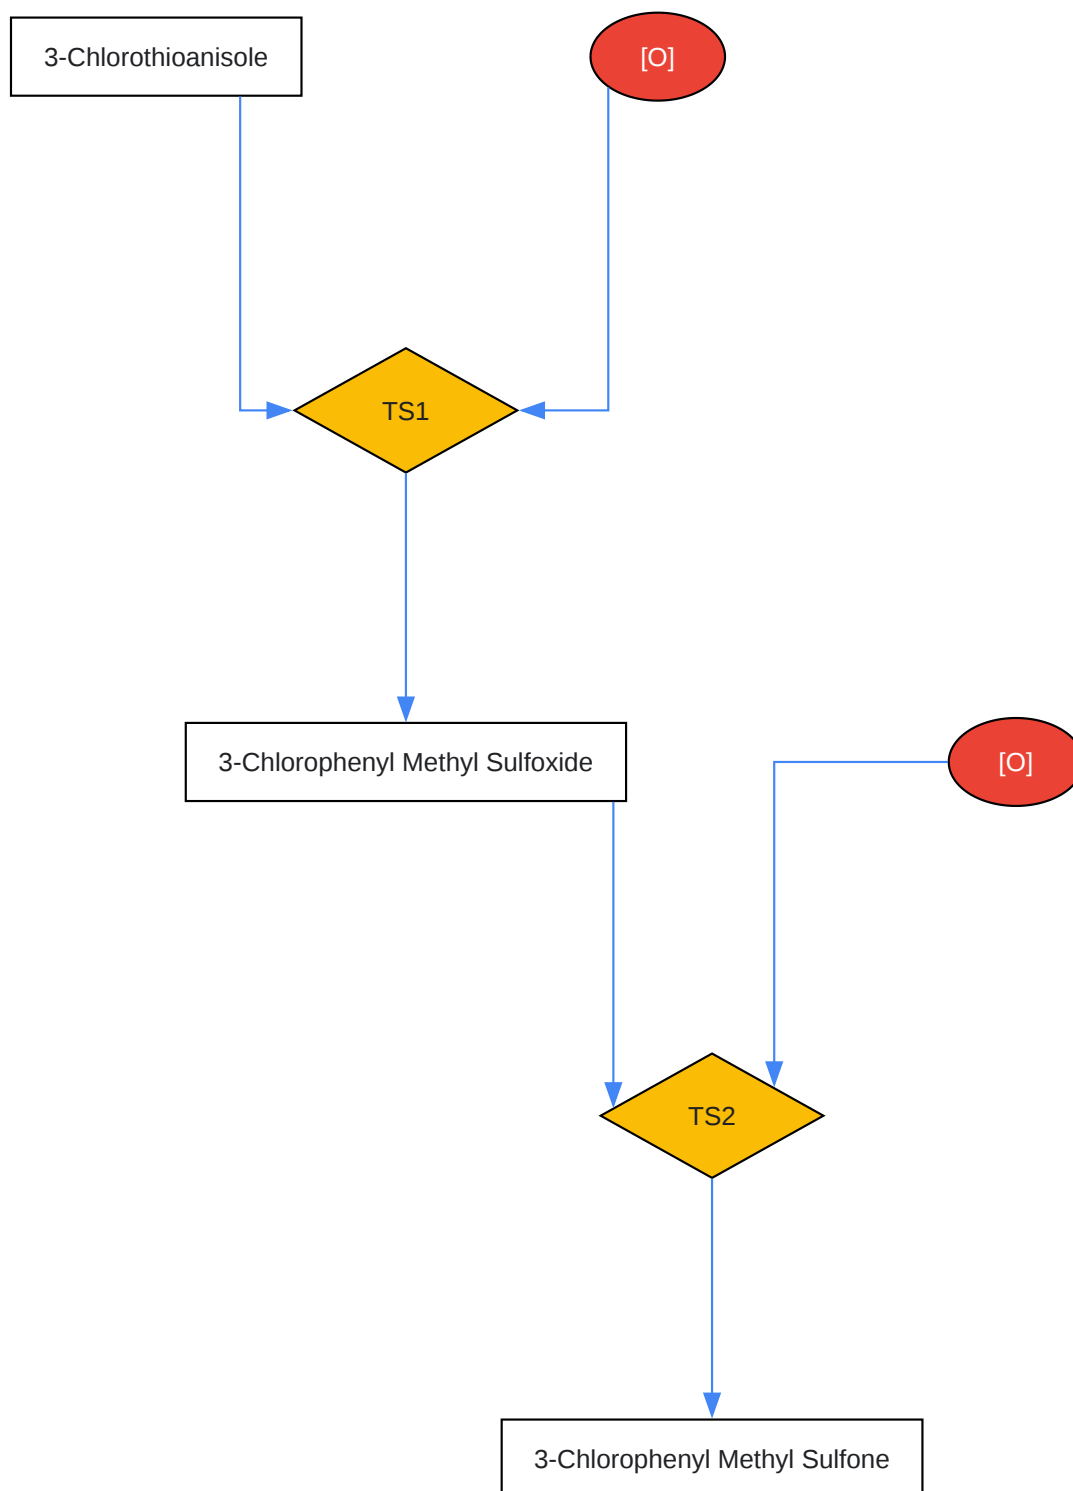 3-Chlorothioanisole
[O]
TS1
3-Chlorophenyl Methyl Sulfoxide
[O]
TS2
3-Chlorophenyl Methyl Sulfone